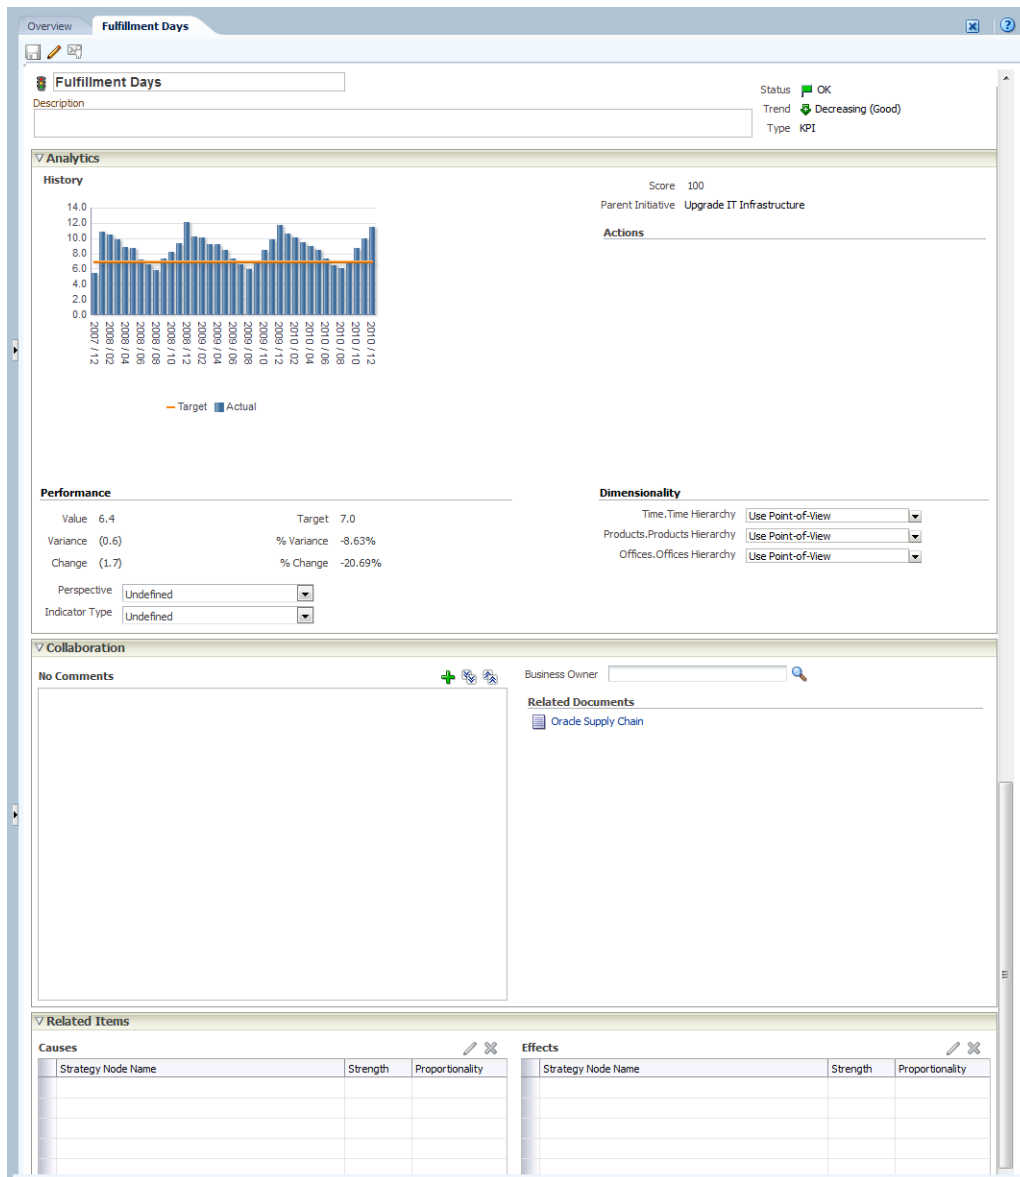 Overview
Fulfillment Days
Fulfillment Days
Status OK
Description
Trend Decreasing (Good)
Type KPI
Analytics
History
Score 100
Parent Initiative Upgrade IT Infrastructure
Actions
14.0
12.0
10.0
8.0
6.0
4.0
2.0
0.0
2007 / 12
2008 / 02
2008 / 04
2008 / 06
2008 / 08
2008 / 10
2008 / 12
2009 / 02
2009 / 04
2009 / 06
2009 / 08
2009 / 10
2009 / 12
2010 / 02
2010 / 04
2010 / 06
2010 / 08
2010 / 10
2010 / 12
Target Actual
Performance
Value 6.4 Target 7.0
Variance (0.6) % Variance -8.63%
Change (1.7) % Change -20.69%
Perspective Undefined
Indicator Type Undefined
Dimensionality
Time.Time Hierarchy Use Point-of-View
Products.Products Hierarchy Use Point-of-View
Offices.Offices Hierarchy Use Point-of-View
Collaboration
No Comments
Business Owner
Related Documents
Oracle Supply Chain
Related Items
Causes
Strategy Node Name Strength Proportionality
Effects
Strategy Node Name Strength Proportionality